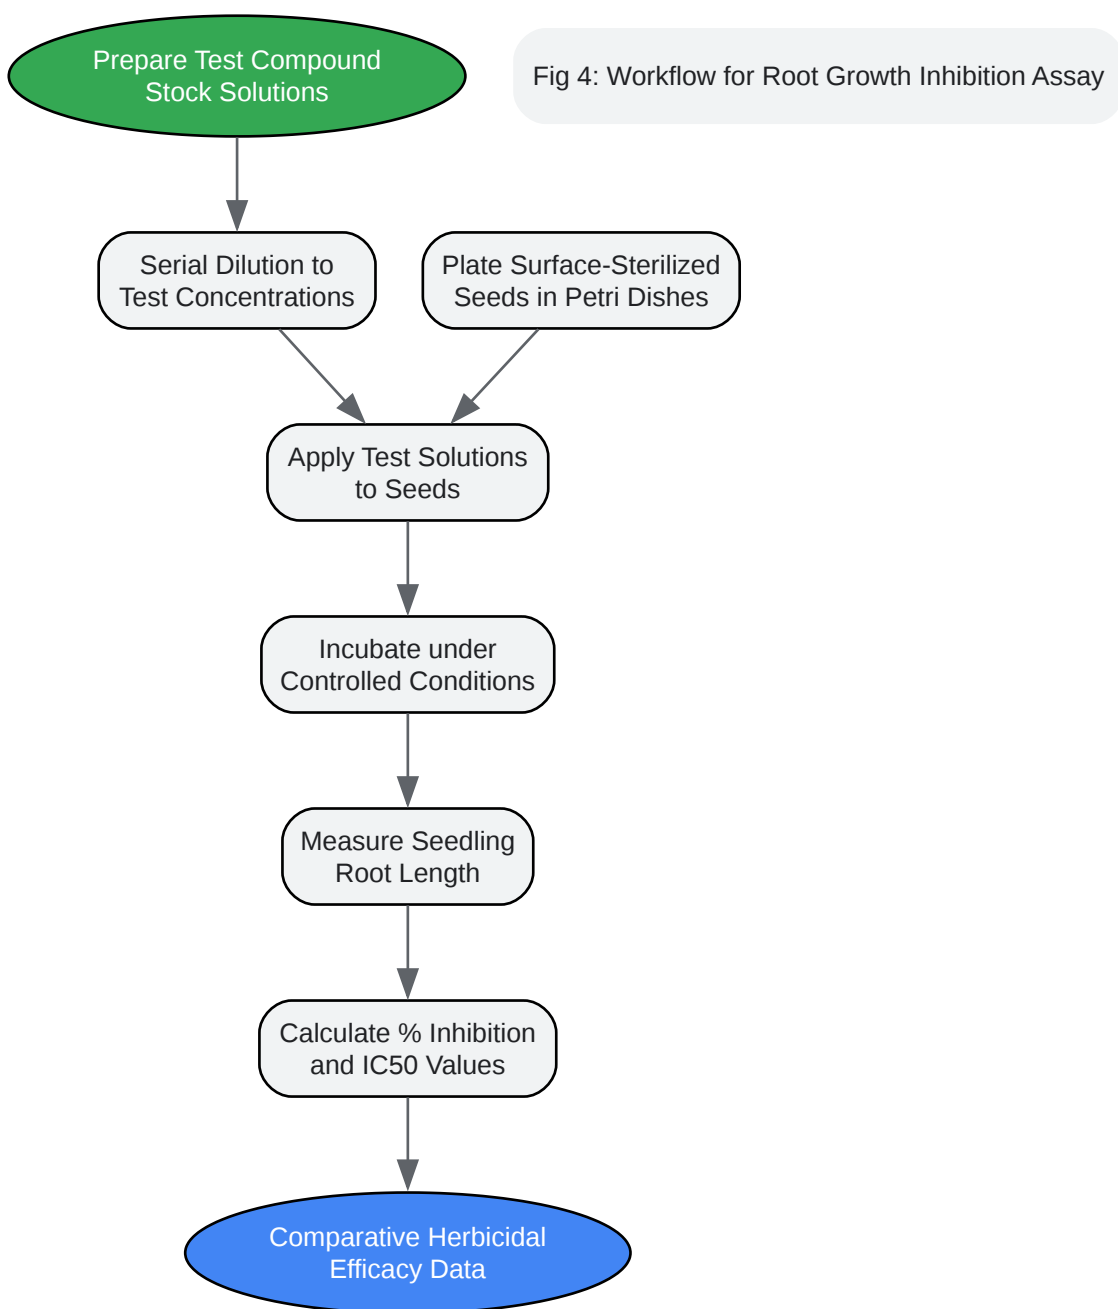 Prepare Test Compound
Stock Solutions
Fig 4: Workflow for Root Growth Inhibition Assay
Serial Dilution to
Test Concentrations
Plate Surface-Sterilized
Seeds in Petri Dishes
Apply Test Solutions
to Seeds
Incubate under
Controlled Conditions
Measure Seedling
Root Length
Calculate % Inhibition
and IC50 Values
Comparative Herbicidal
Efficacy Data